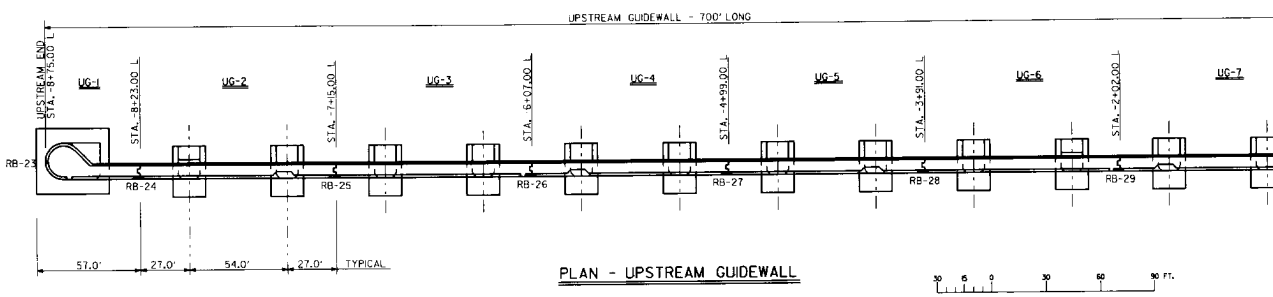 UPSTREAM GUIDEWALL - 700' LONG
UPSTREAM END
STA. -8+75.00 L
UG-1
STA. -8+23.00 L
UG-2
STA. -7+15.00 L
UG-3
STA. -6+07.00 L
UG-4
STA. -4+99.00 L
UG-5
STA. -3+91.00 L
UG-6
STA. -2+02.00 L
UG-7
RB-23
RB-24
RB-25
RB-26
RB-27
RB-28
RB-29
57.0'
27.0'
54.0'
27.0'
TYPICAL
PLAN - UPSTREAM GUIDEWALL
30 15 0 30 60 90 FT.